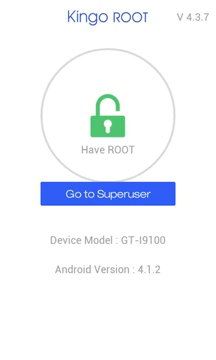 Kingo ROOT V 4.3.7
Have ROOT
Go to Superuser
Device Model : GT-I9100
Android Version : 4.1.2